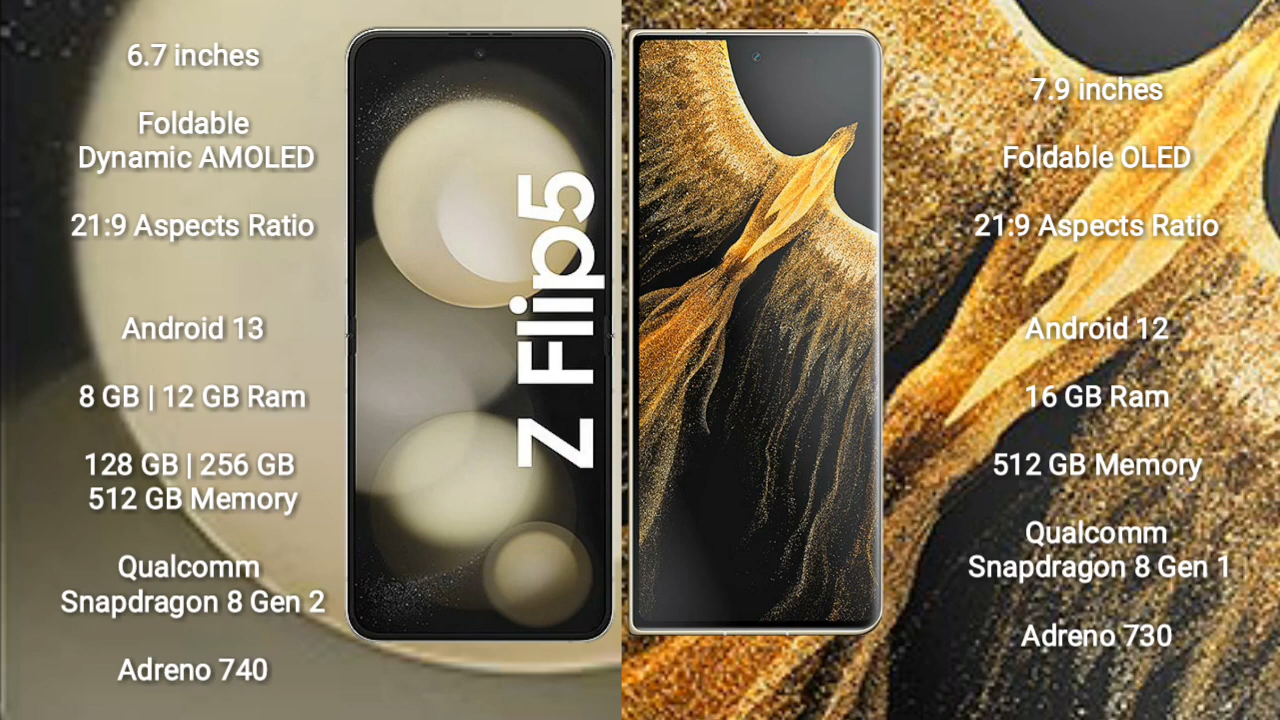 6.7 inches
Foldable
Dynamic AMOLED
21:9 Aspects Ratio
Android 13
8 GB | 12 GB Ram
128 GB | 256 GB
512 GB Memory
Qualcomm
Snapdragon 8 Gen 2
Adreno 740
Z Flip5
7.9 inches
Foldable OLED
21:9 Aspects Ratio
Android 12
16 GB Ram
512 GB Memory
Qualcomm
Snapdragon 8 Gen 1
Adreno 730